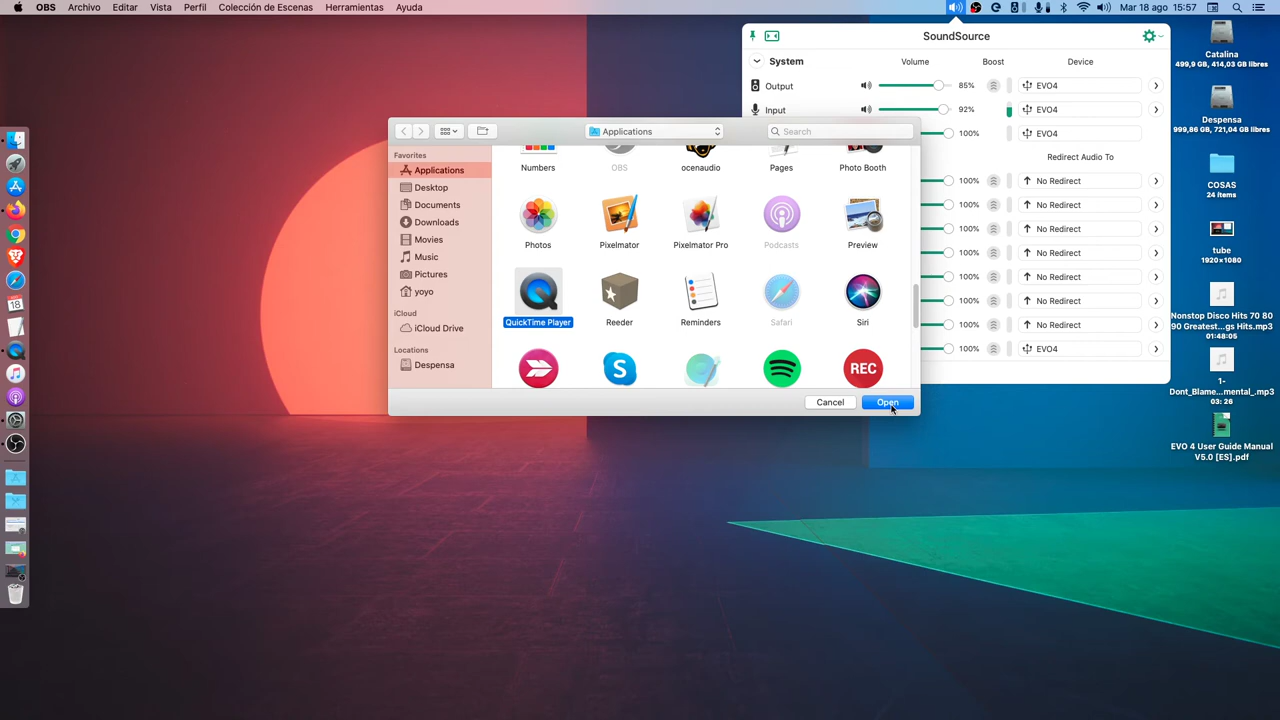 OBS Archivo Editar Vista Perfil Colección de Escenas Herramientas Ayuda
Mar 18 ago 15:57
SoundSource
System Volume Boost Device
Output 85% EVO4
Input 92% EVO4
100% EVO4
Redirect Audio To
100% No Redirect
100% No Redirect
100% No Redirect
100% No Redirect
100% No Redirect
100% No Redirect
100% No Redirect
100% EVO4
Applications
Search
Favorites
Applications
Desktop
Documents
Downloads
Movies
Music
Pictures
yoyo
iCloud
iCloud Drive
Locations
Despensa
Numbers OBS ocenaudio Pages Photo Booth
Photos Pixelmator Pixelmator Pro Podcasts Preview
QuickTime Player Reeder Reminders Safari Siri
REC
Cancel Open
Catalina
499,9 GB, 414,03 GB libres
Despensa
999,86 GB, 721,04 GB libres
COSAS
24 ítems
tube
1920×1080
Nonstop Disco Hits 70 80
90 Greatest...gs Hits.mp3
01:48:05
1-
Dont_Blame...mental_.mp3
03: 26
EVO 4 User Guide Manual
V5.0 [ES].pdf
18